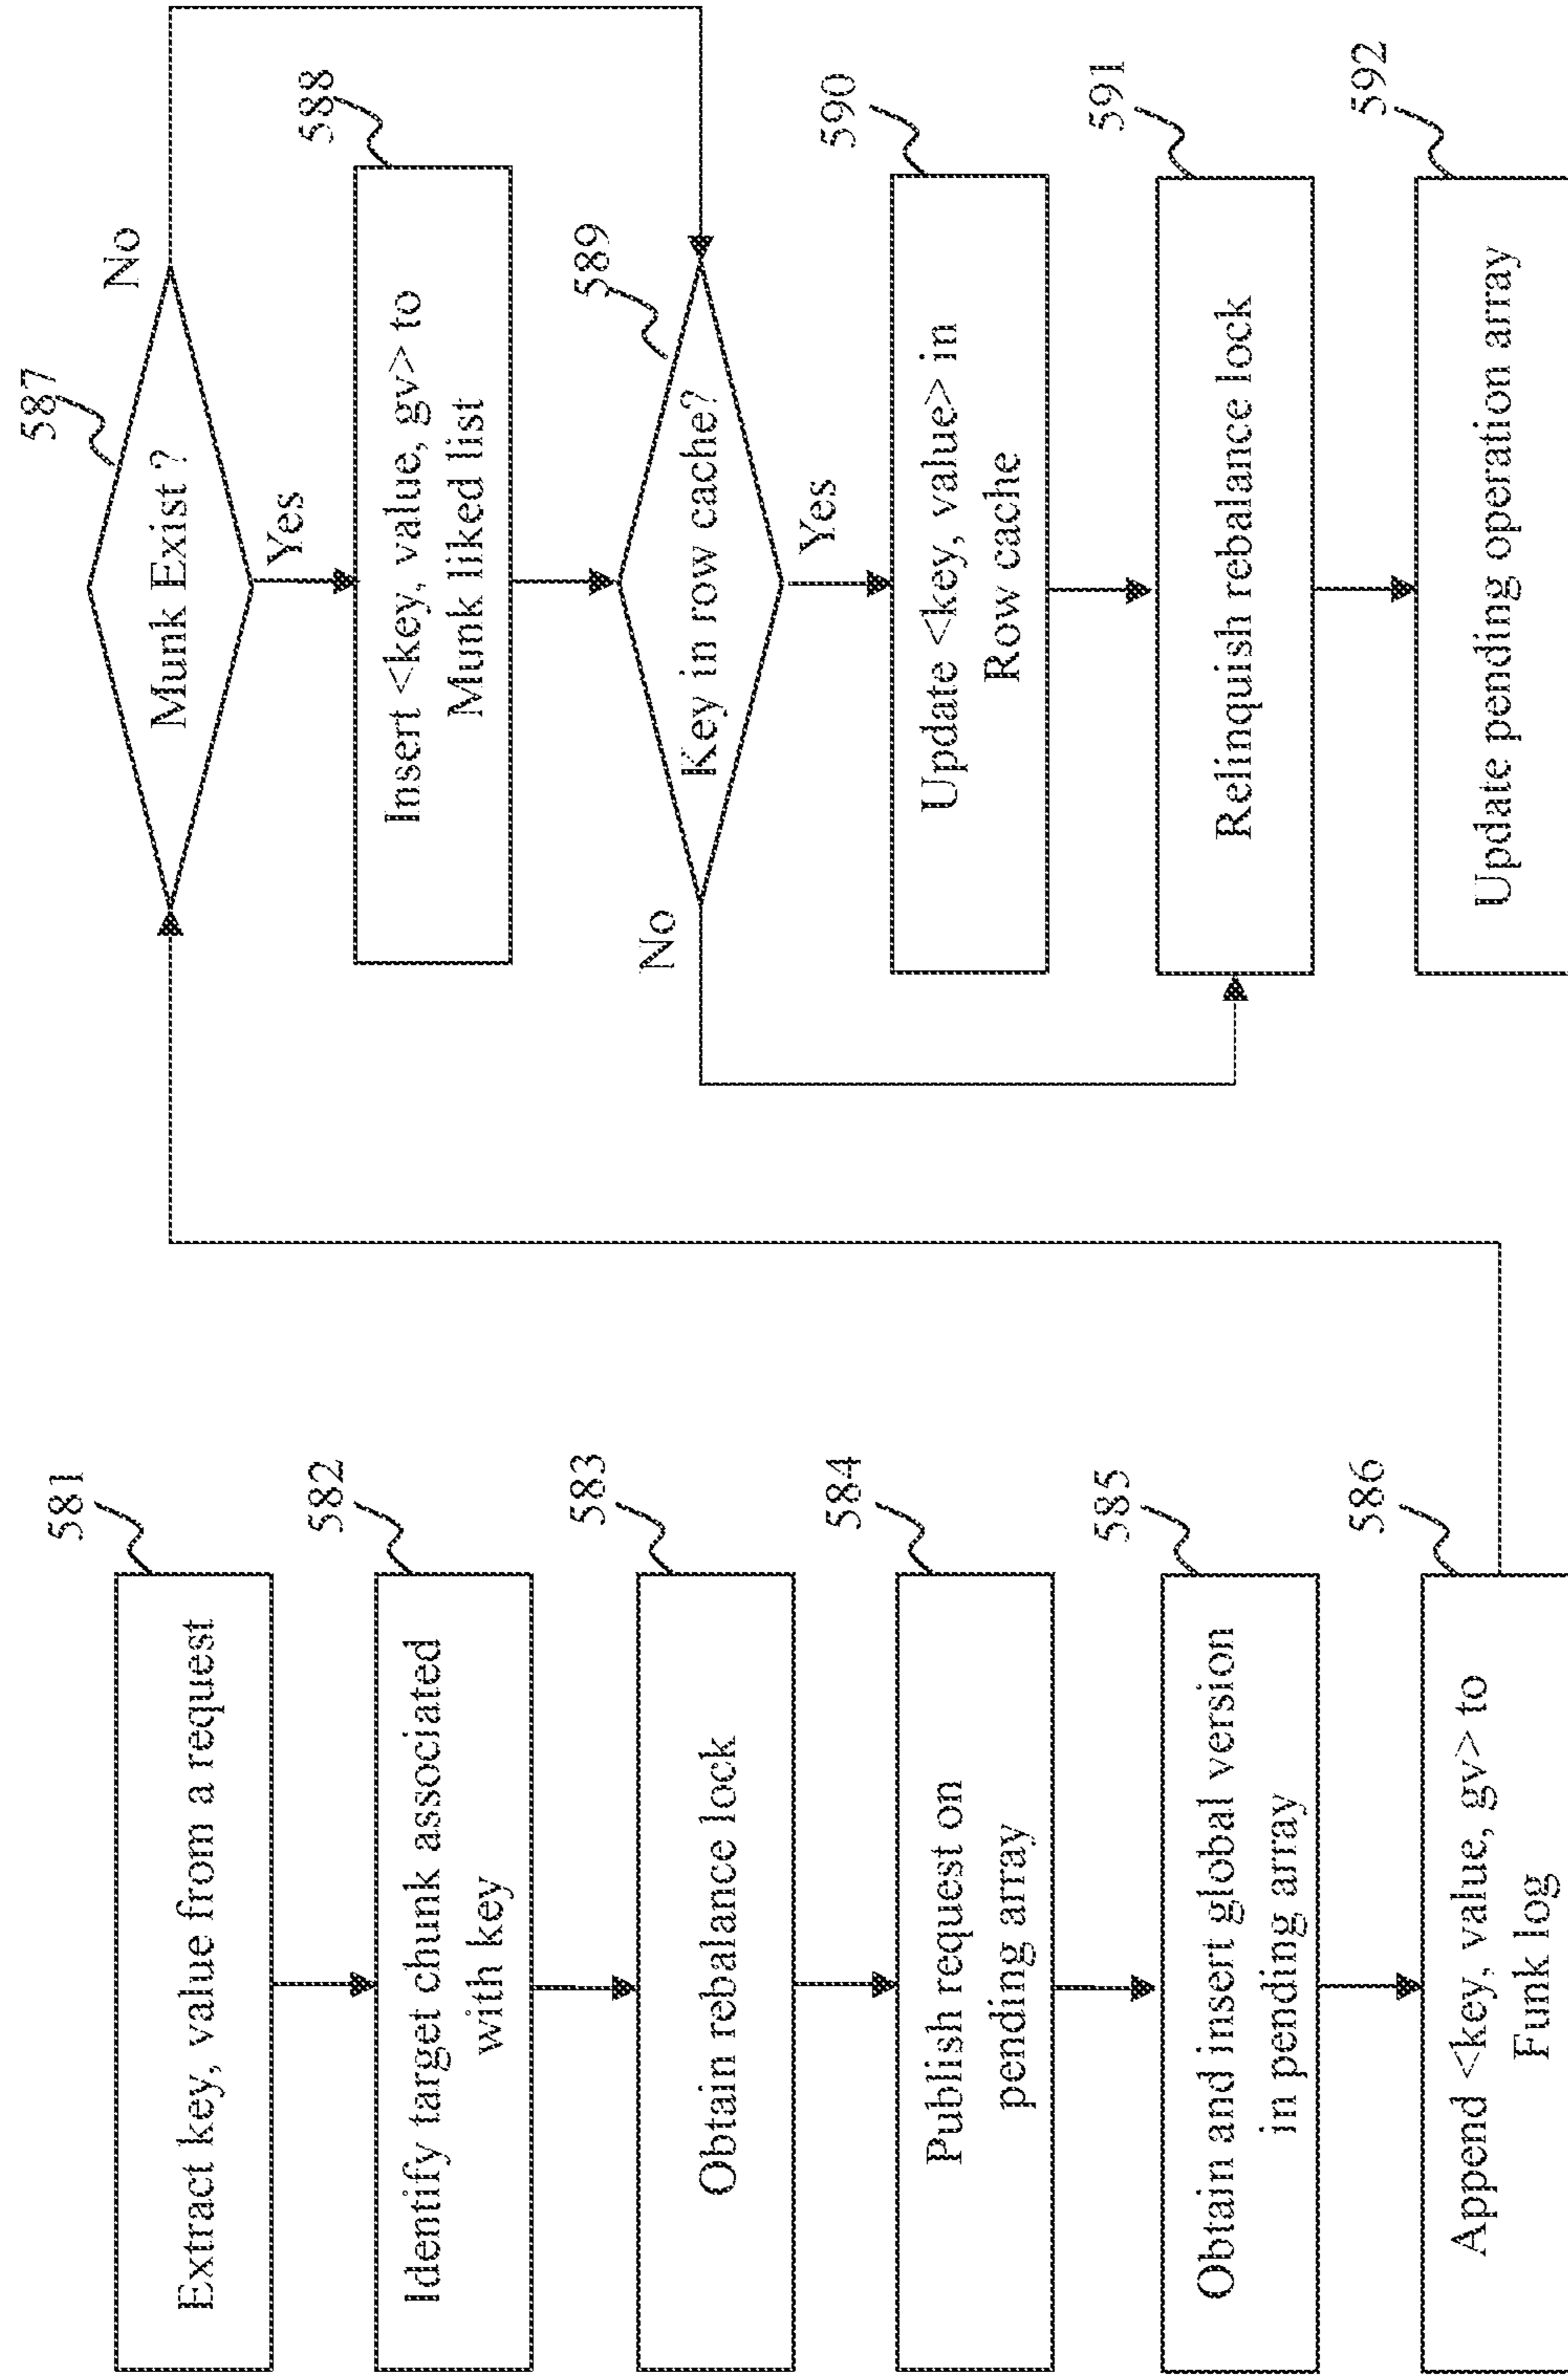 581
Extract key, value from a request
582
Identify target chunk associated
with key
583
Obtain rebalance lock
584
Publish request on
pending array
585
Obtain and insert global version
in pending array
586
Append <key, value, gv> to
Funk log
587
Munk Exist ?
No
Yes
588
Insert <key, value, gv> to
Munk liked list
589
Key in row cache?
No
Yes
590
Update <key, value> in
Row cache
591
Relinquish rebalance lock
592
Update pending operation array